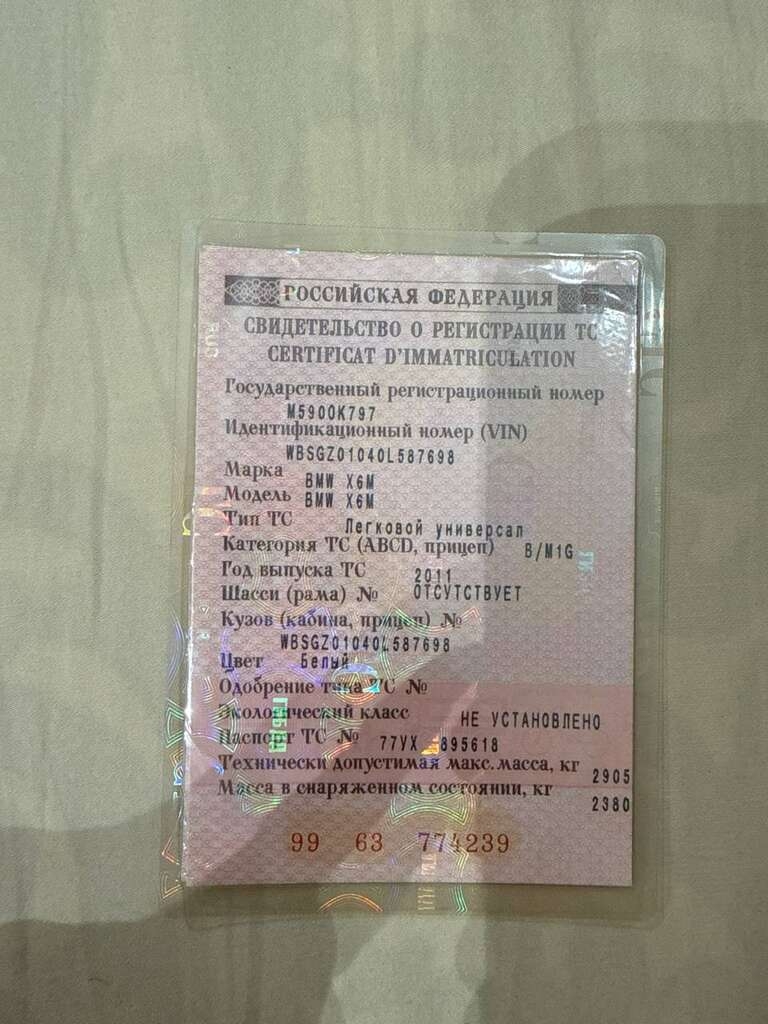 РОССИЙСКАЯ ФЕДЕРАЦИЯ
СВИДЕТЕЛЬСТВО О РЕГИСТРАЦИИ ТС
CERTIFICAT D'IMMATRICULATION
Государственный регистрационный номер
М590ОК797
Идентификационный номер (VIN)
WBSGZ01040L587698
Марка BMW X6M
Модель BMW X6M
Тип ТС Легковой универсал
Категория ТС (ABCD, прицеп) B/M1G
Год выпуска ТС 2011
Шасси (рама) № ОТСУТСТВУЕТ
Кузов (кабина, прицеп) №
WBSGZ01040L587698
Цвет Белый
Одобрение типа ТС №
Экологический класс НЕ УСТАНОВЛЕНО
Паспорт ТС № 77УХ 895618
Технически допустимая макс. масса, кг 2905
Масса в снаряженном состоянии, кг 2380
99 63 774239